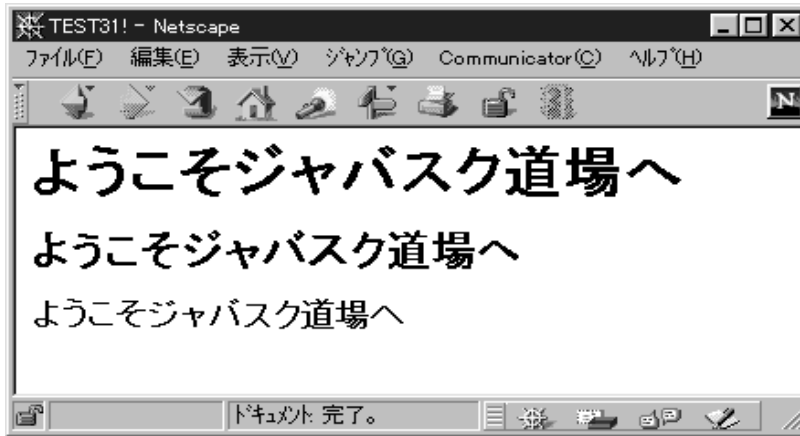 TEST31! - Netscape
ファイル(F) 編集(E) 表示(V) ジャンプ(G) Communicator(C) ヘルプ(H)
N
ようこそジャバスク道場へ
ようこそジャバスク道場へ
ようこそジャバスク道場へ
ドキュメント: 完了。